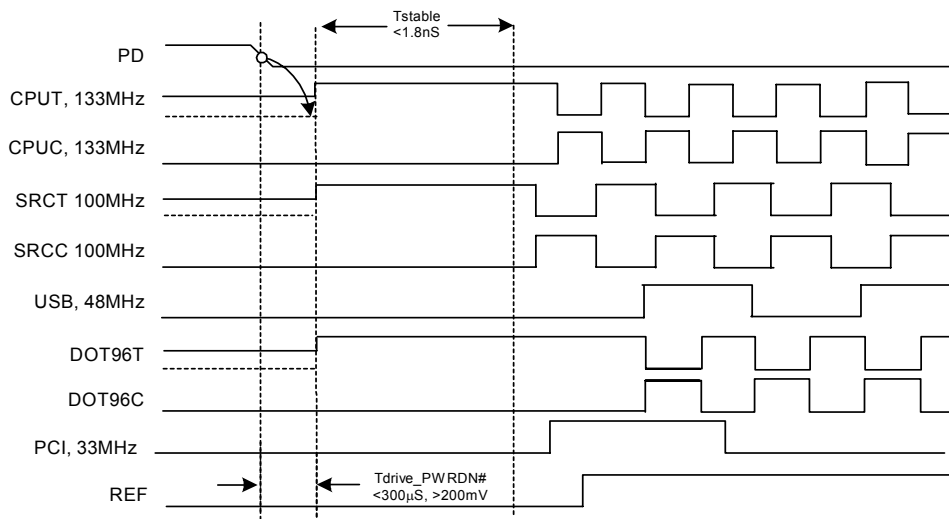 Tstable
<1.8nS
PD
CPUT, 133MHz
CPUC, 133MHz
SRCT 100MHz
SRCC 100MHz
USB, 48MHz
DOT96T
DOT96C
PCI, 33MHz
Tdrive_PWRDN#
<300μS, >200mV
REF